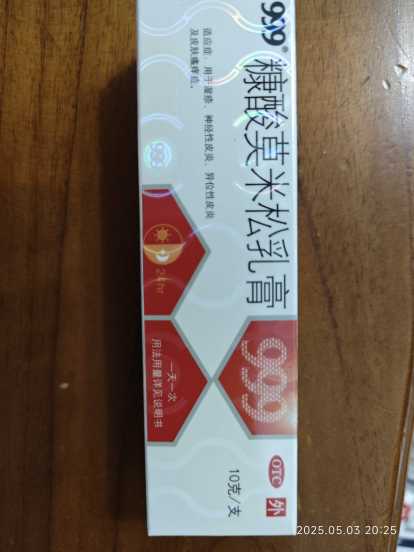 999®糠酸莫米松乳膏
适应症：用于湿疹、神经性皮炎、异位性皮炎
及皮肤瘙痒症。
999
24hr
999
一天一次
用法用量详见说明书
OTC
外
10克/支
2025.05.03 20:25